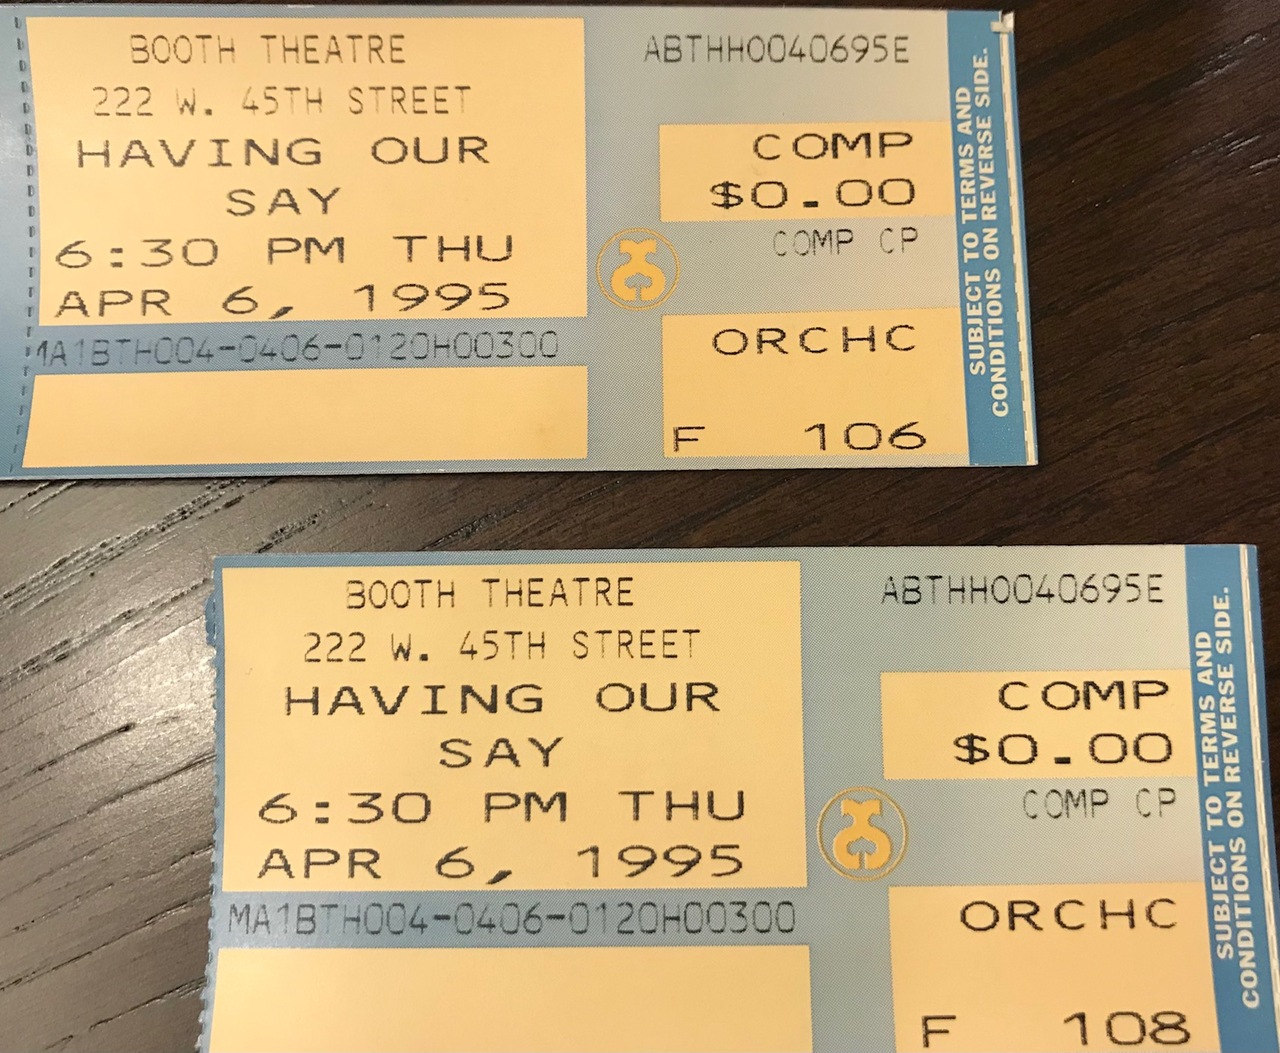 BOOTH THEATRE
222 W. 45TH STREET
HAVING OUR
SAY
6:30 PM THU
APR 6, 1995
MA1BTH004-0406-0120H00300
ABTHH0040695E
COMP
$0.00
COMP CP
ORCHC
F 106
SUBJECT TO TERMS AND
CONDITIONS ON REVERSE SIDE.
BOOTH THEATRE
222 W. 45TH STREET
HAVING OUR
SAY
6:30 PM THU
APR 6, 1995
MA1BTH004-0406-0120H00300
ABTHH0040695E
COMP
$0.00
COMP CP
ORCHC
F 108
SUBJECT TO TERMS AND
CONDITIONS ON REVERSE SIDE.